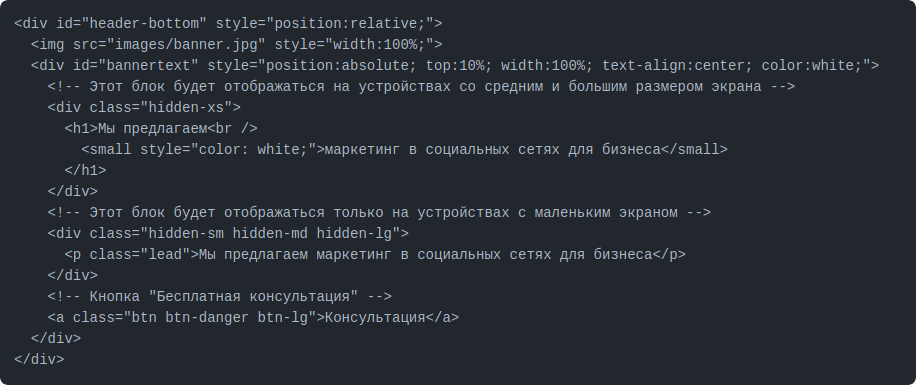 <div id="header-bottom" style="position:relative;">
  <img src="images/banner.jpg" style="width:100%;">
  <div id="bannertext" style="position:absolute; top:10%; width:100%; text-align:center; color:white;">
    <!-- Этот блок будет отображаться на устройствах со средним и большим размером экрана -->
    <div class="hidden-xs">
      <h1>Мы предлагаем<br />
        <small style="color: white;">маркетинг в социальных сетях для бизнеса</small>
      </h1>
    </div>
    <!-- Этот блок будет отображаться только на устройствах с маленьким экраном -->
    <div class="hidden-sm hidden-md hidden-lg">
      <p class="lead">Мы предлагаем маркетинг в социальных сетях для бизнеса</p>
    </div>
    <!-- Кнопка "Бесплатная консультация" -->
    <a class="btn btn-danger btn-lg">Консультация</a>
  </div>
</div>